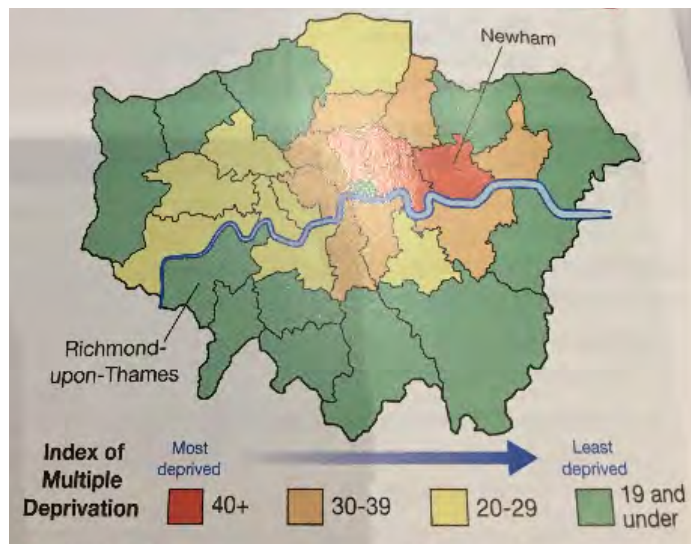 Newham
Richmond-
upon-Thames
Index of
Multiple
Deprivation
Most
deprived
Least
deprived
40+
30-39
20-29
19 and
under